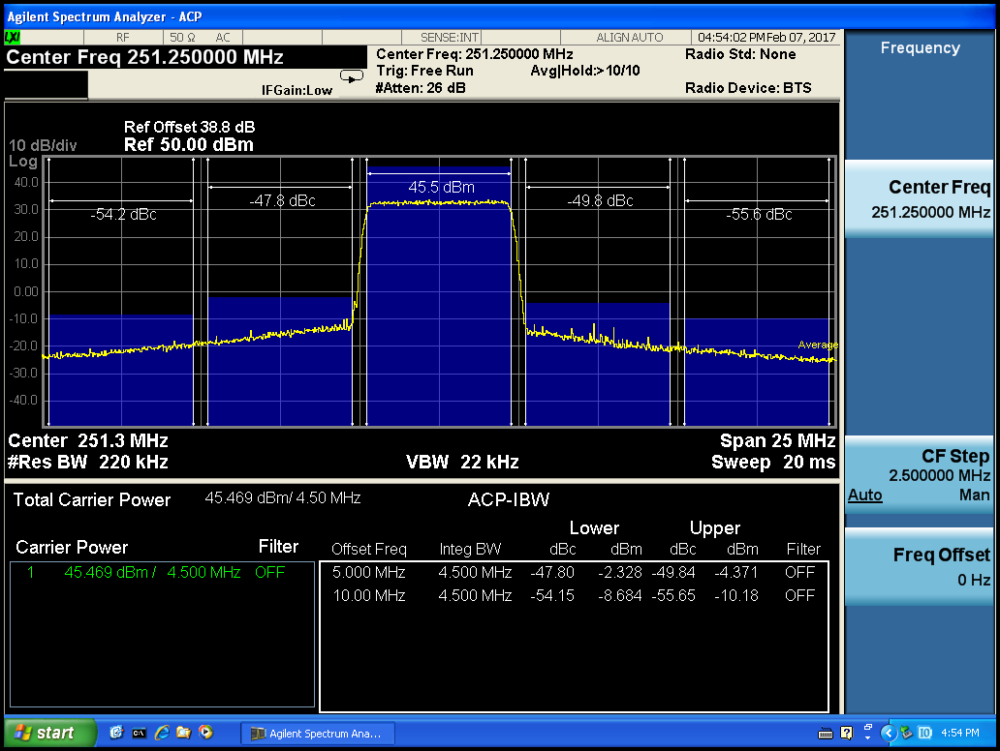 Agilent Spectrum Analyzer - ACP
LXI RF 50 Ω AC SENSE:INT ALIGN AUTO 04:54:02 PM Feb 07, 2017
Center Freq 251.250000 MHz
Center Freq: 251.250000 MHz Radio Std: None
Trig: Free Run Avg|Hold:>10/10
IFGain:Low #Atten: 26 dB Radio Device: BTS
Ref Offset 38.8 dB
10 dB/div Ref 50.00 dBm
Log
40.0
30.0
20.0
10.0
0.00
-10.0
-20.0
-30.0
-40.0
-54.2 dBc
-47.8 dBc
45.5 dBm
-49.8 dBc
-55.6 dBc
Average
Center 251.3 MHz Span 25 MHz
#Res BW 220 kHz VBW 22 kHz Sweep 20 ms
Total Carrier Power 45.469 dBm/ 4.50 MHz ACP-IBW
Lower Upper
Carrier Power Filter
Offset Freq Integ BW dBc dBm dBc dBm Filter
1 45.469 dBm / 4.500 MHz OFF
5.000 MHz 4.500 MHz -47.80 -2.328 -49.84 -4.371 OFF
10.00 MHz 4.500 MHz -54.15 -8.684 -55.65 -10.18 OFF
Frequency
Center Freq
251.250000 MHz
CF Step
2.500000 MHz
Auto Man
Freq Offset
0 Hz
start Agilent Spectrum Ana... 4:54 PM